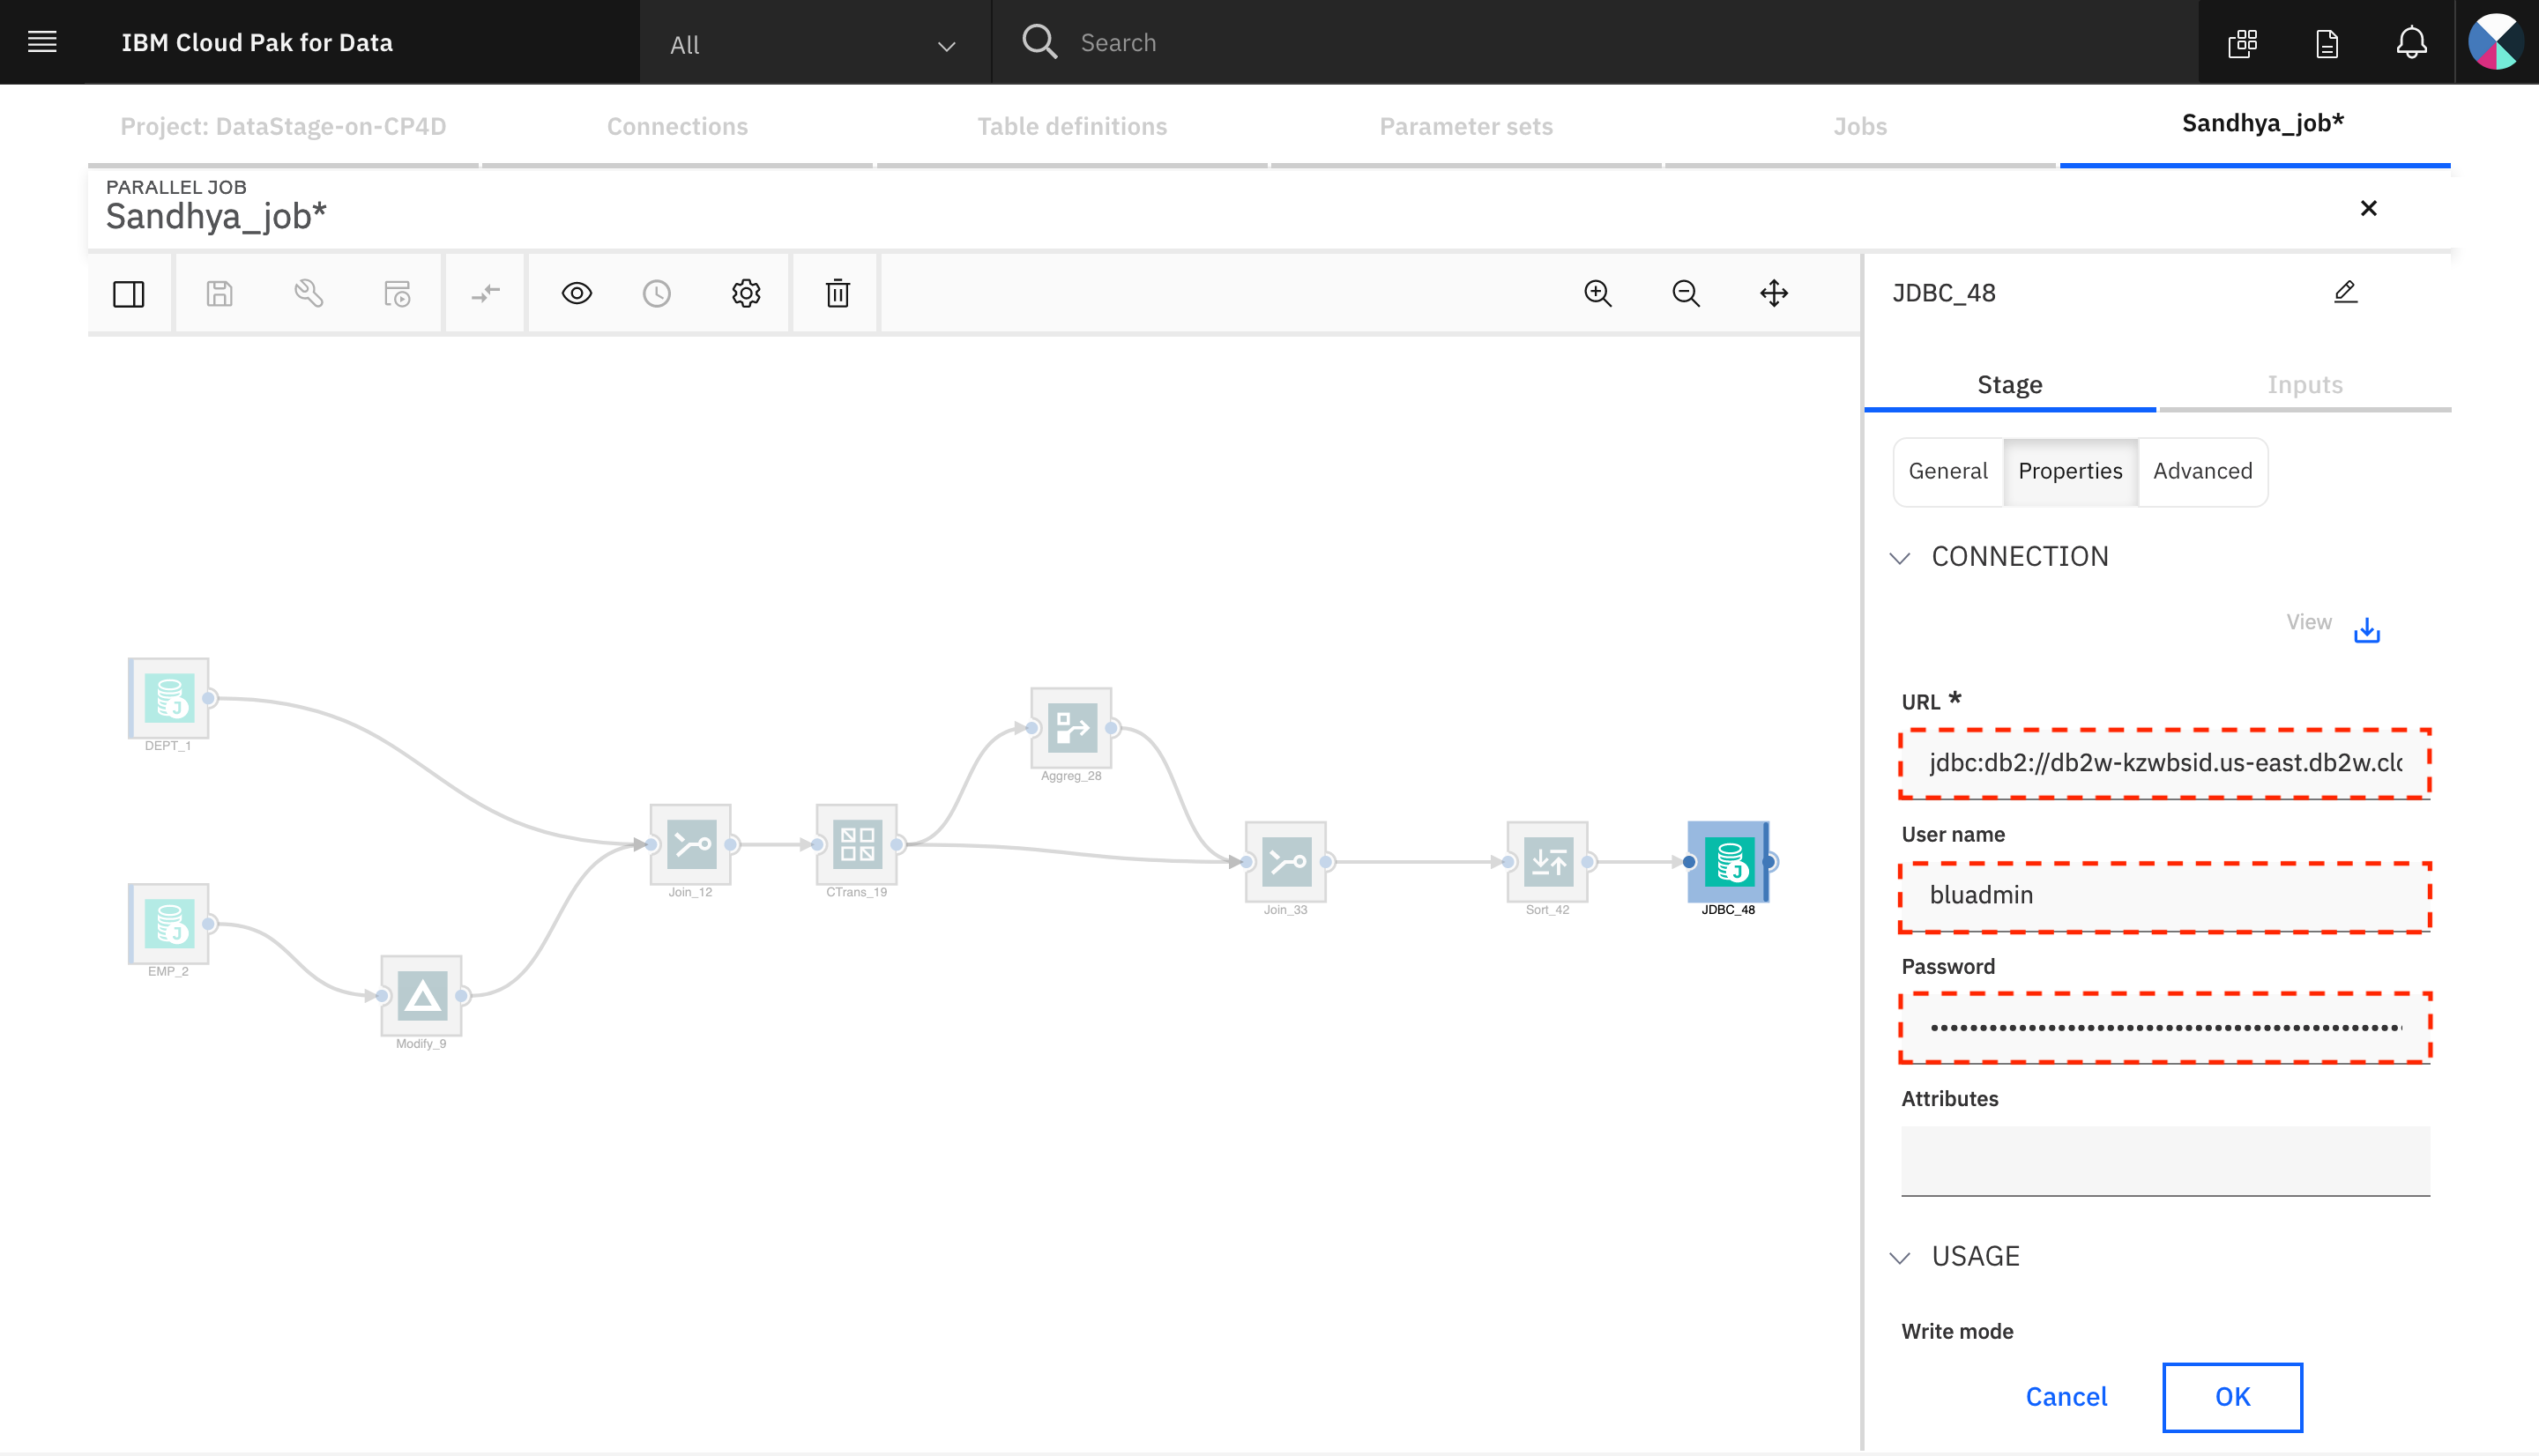 IBM Cloud Pak for Data
All
Search
Project: DataStage-on-CP4D
Connections
Table definitions
Parameter sets
Jobs
Sandhya_job*
PARALLEL JOB
Sandhya_job*
JDBC_48
Stage
Inputs
General
Properties
Advanced
CONNECTION
View
URL *
jdbc:db2://db2w-kzwbsid.us-east.db2w.clo
User name
bluadmin
Password
Attributes
USAGE
Write mode
Cancel
OK
DEPT_1
EMP_2
Modify_9
Join_12
CTrans_19
Aggreg_28
Join_33
Sort_42
JDBC_48